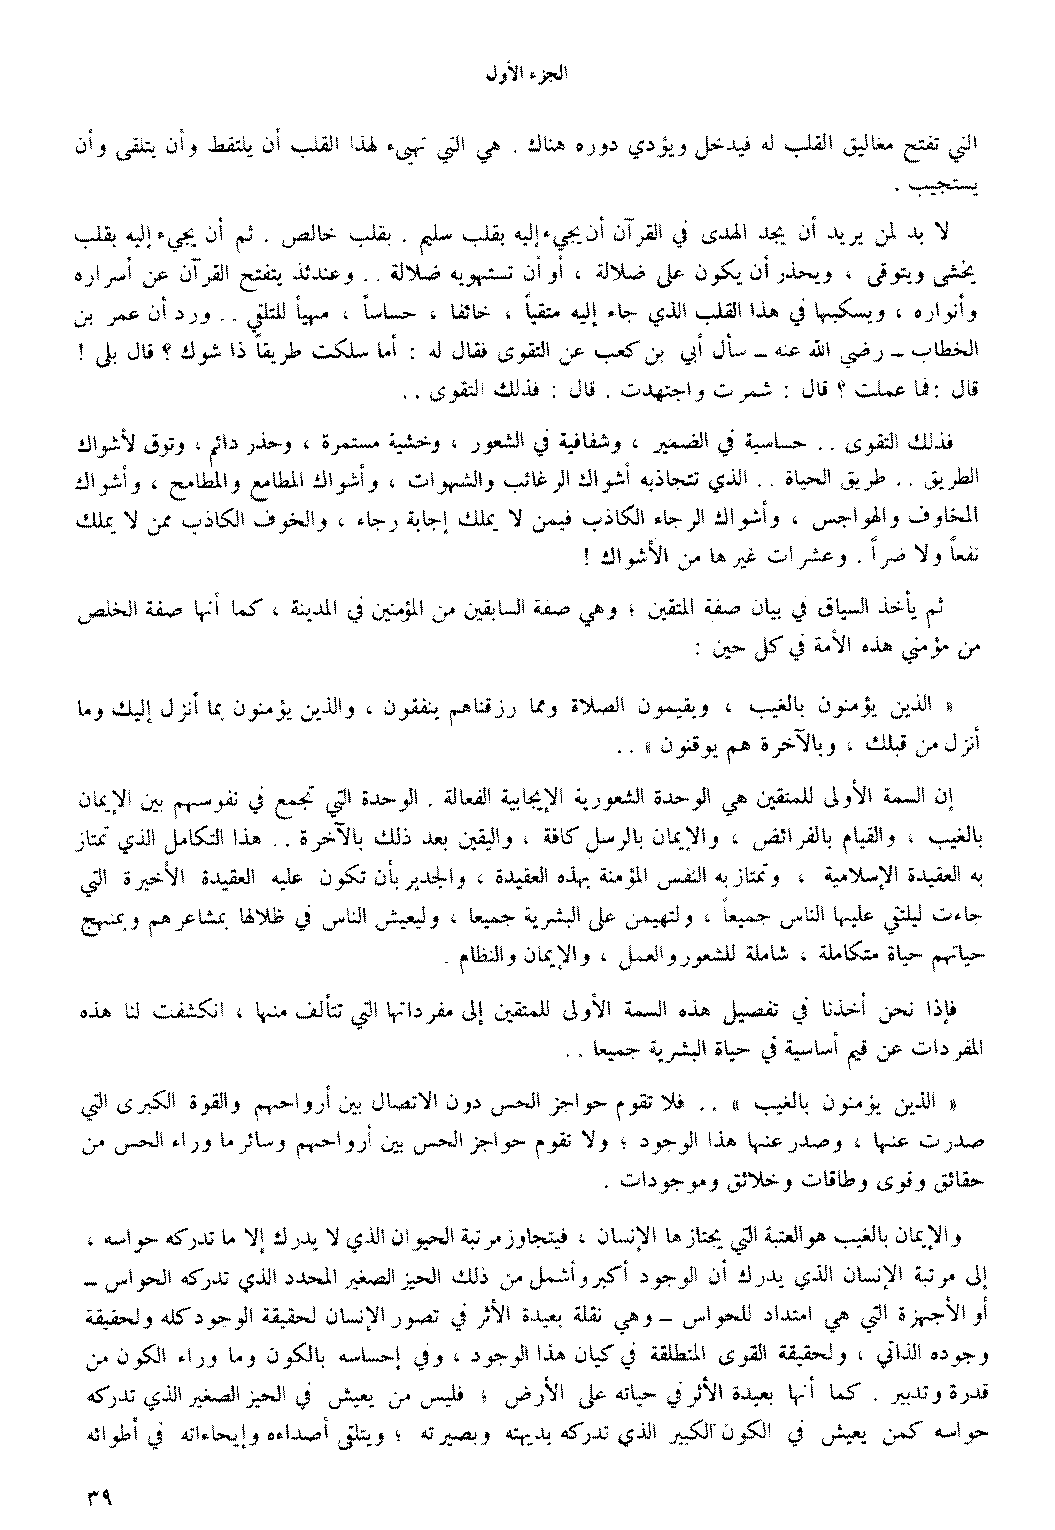 الجزء الأول
التي تفتح مغاليق القلب له فيدخل ويؤدي دوره هناك . هي التي تهيىء لهذا القلب أن يلتقط وأن يتلقى وأن
يستجيب .
لا بد لمن يريد أن يجد الهدى في القرآن أن يجيء إليه بقلب سليم . بقلب خالص . ثم أن يجيء إليه بقلب
يخشى ويتوقى ، ويحذر أن يكون على ضلالة ، أو أن تستهويه ضلالة . . وعندئذ يتفتح القرآن عن أسراره
وأنواره ، ويسكبها في هذا القلب الذي جاء إليه متقياً ، خائفا ، حساساً ، مهيأ للتلقي . . ورد أن عمر بن
الخطاب – رضي الله عنه – سأل أبي بن كعب عن التقوى فقال له : أما سلكت طريقاً ذا شوك ؟ قال بلى !
قال : فما عملت ؟ قال : شمرت واجتهدت . قال : فذلك التقوى . .
فذلك التقوى . . حساسية في الضمير ، وشفافية في الشعور ، وخشية مستمرة ، وحذر دائم ، وتوق لأشواك
الطريق . . طريق الحياة . . الذي تتجاذبه أشواك الرغائب والشهوات ، وأشواك المطامع والمطامح ، وأشواك
المخاوف والهواجس ، وأشواك الرجاء الكاذب فيمن لا يملك إجابة رجاء ، والخوف الكاذب ممن لا يملك
نفعاً ولا ضراً . وعشرات غيرها من الأشواك !
ثم يأخذ السياق في بيان صفة المتقين ؛ وهي صفة السابقين من المؤمنين في المدينة ، كما أنها صفة الخلص
من مؤمني هذه الأمة في كل حين :
« الذين يؤمنون بالغيب ، ويقيمون الصلاة ومما رزقناهم ينفقون ، والذين يؤمنون بما أنزل إليك وما
أنزل من قبلك ، وبالآخرة هم يوقنون » . .
إن السمة الأولى للمتقين هي الوحدة الشعورية الإيجابية الفعالة . الوحدة التي تجمع في نفوسهم بين الإيمان
بالغيب ، والقيام بالفرائض ، والإيمان بالرسل كافة ، واليقين بعد ذلك بالآخرة . . هذا التكامل الذي تمتاز
به العقيدة الإسلامية ، وتمتاز به النفس المؤمنة بهذه العقيدة ، والجدير بأن تكون عليه العقيدة الأخيرة التي
جاءت ليلتقي عليها الناس جميعاً ، ولتهيمن على البشرية جميعا ، وليعيش الناس في ظلالها بمشاعرهم وبمنهج
حياتهم حياة متكاملة ، شاملة للشعور والعمل ، والإيمان والنظام .
فإذا نحن أخذنا في تفصيل هذه السمة الأولى للمتقين إلى مفرداتها التي تتألف منها ، انكشفت لنا هذه
المفردات عن قيم أساسية في حياة البشرية جميعا . .
« الذين يؤمنون بالغيب » . . فلا تقوم حواجز الحس دون الاتصال بين أرواحهم والقوة الكبرى التي
صدرت عنها ، وصدر عنها هذا الوجود ؛ ولا تقوم حواجز الحس بين أرواحهم وسائر ما وراء الحس من
حقائق وقوى وطاقات وخلائق وموجودات .
والإيمان بالغيب هو العتبة التي يجتازها الإنسان ، فيتجاوز مرتبة الحيوان الذي لا يدرك إلا ما تدركه حواسه ،
إلى مرتبة الإنسان الذي يدرك أن الوجود أكبر وأشمل من ذلك الحيز الصغير المحدد الذي تدركه الحواس –
أو الأجهزة التي هي امتداد للحواس – وهي نقلة بعيدة الأثر في تصور الإنسان لحقيقة الوجود كله ولحقيقة
وجوده الذاتي ، ولحقيقة القوى المنطلقة في كيان هذا الوجود ، وفي إحساسه بالكون وما وراء الكون من
قدرة وتدبير . كما أنها بعيدة الأثر في حياته على الأرض ؛ فليس من يعيش في الحيز الصغير الذي تدركه
حواسه كمن يعيش في الكون الكبير الذي تدركه بديهته وبصيرته ؛ ويتلقى أصداءه وإيحاءاته في أطوائه
٣٩